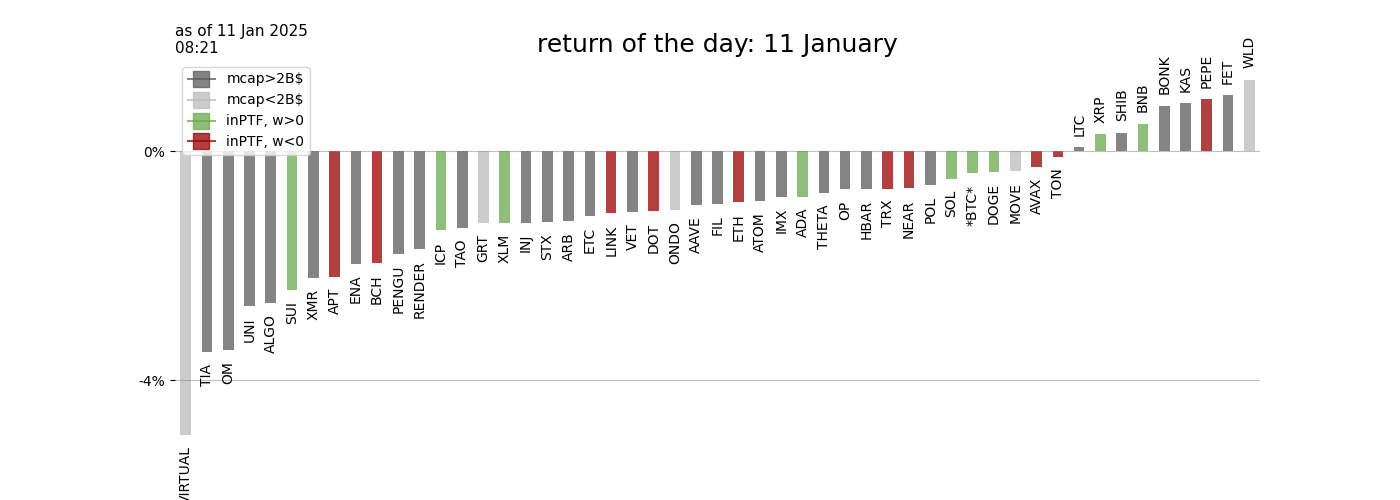 as of 11 Jan 2025
08:21
return of the day: 11 January
mcap>2B$
mcap<2B$
inPTF, w>0
inPTF, w<0
0%
-4%
VIRTUAL
TIA
OM
UNI
ALGO
SUI
XMR
APT
ENA
BCH
PENGU
RENDER
ICP
TAO
GRT
XLM
INJ
STX
ARB
ETC
LINK
VET
DOT
ONDO
AAVE
FIL
ETH
ATOM
IMX
ADA
THETA
OP
HBAR
TRX
NEAR
POL
SOL
*BTC*
DOGE
MOVE
AVAX
TON
LTC
XRP
SHIB
BNB
BONK
KAS
PEPE
FET
WLD